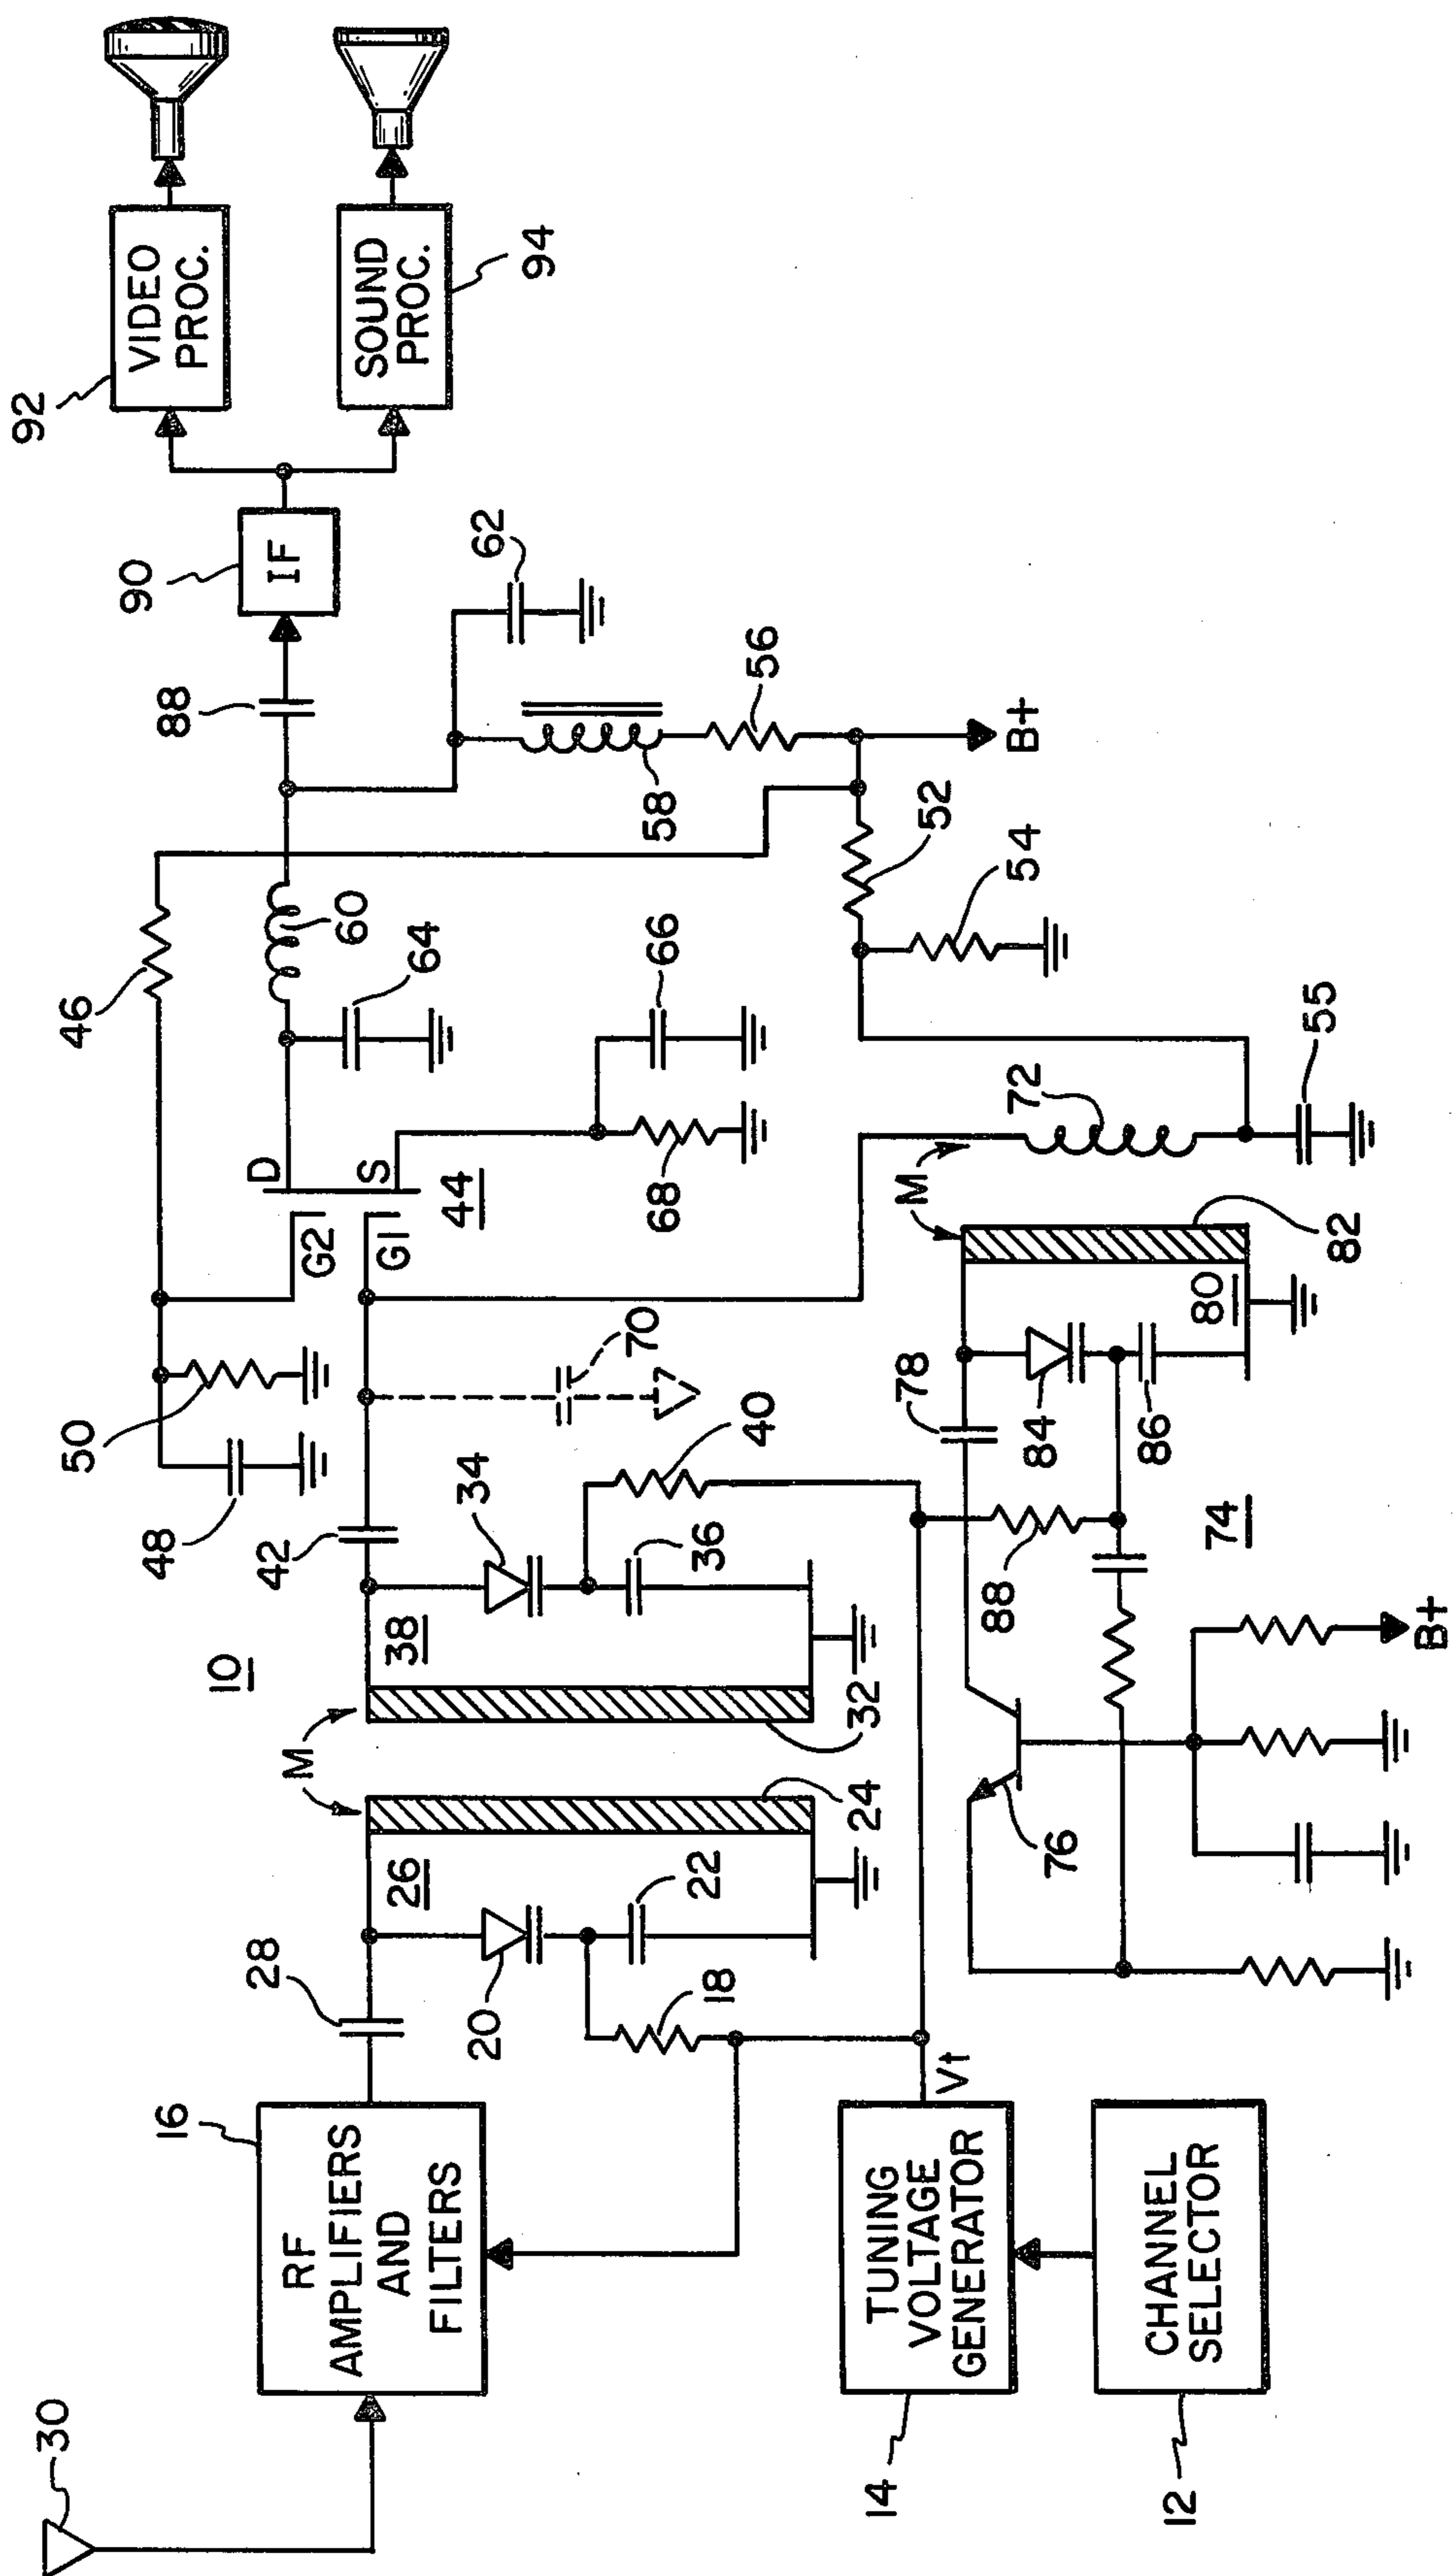 30
16
RF
AMPLIFIERS
AND
FILTERS
28
26
20
22
18
24
M
10
32
38
34
36
40
42
70
48
50
G2
G1
D
S
44
46
60
64
66
68
88
90
IF
92
VIDEO
PROC.
SOUND
PROC.
94
62
58
56
B+
52
54
55
72
M
82
80
84
86
78
88
74
76
B+
Vt
14
TUNING
VOLTAGE
GENERATOR
12
CHANNEL
SELECTOR